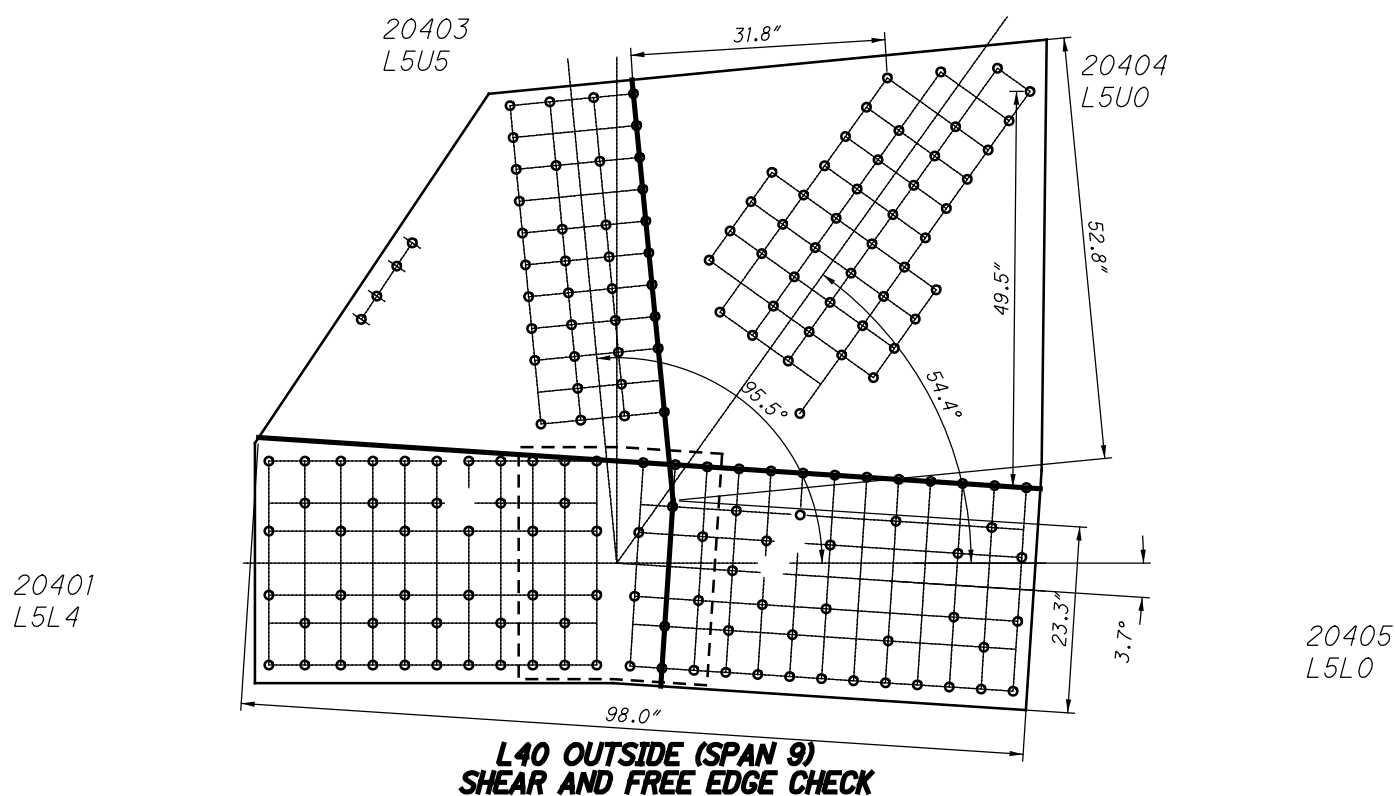 20403
L5U5
31.8"
20404
L5U0
52.8"
49.5"
95.5°
54.4°
20401
L5L4
23.3"
3.7°
20405
L5L0
98.0"
L40 OUTSIDE (SPAN 9)
SHEAR AND FREE EDGE CHECK